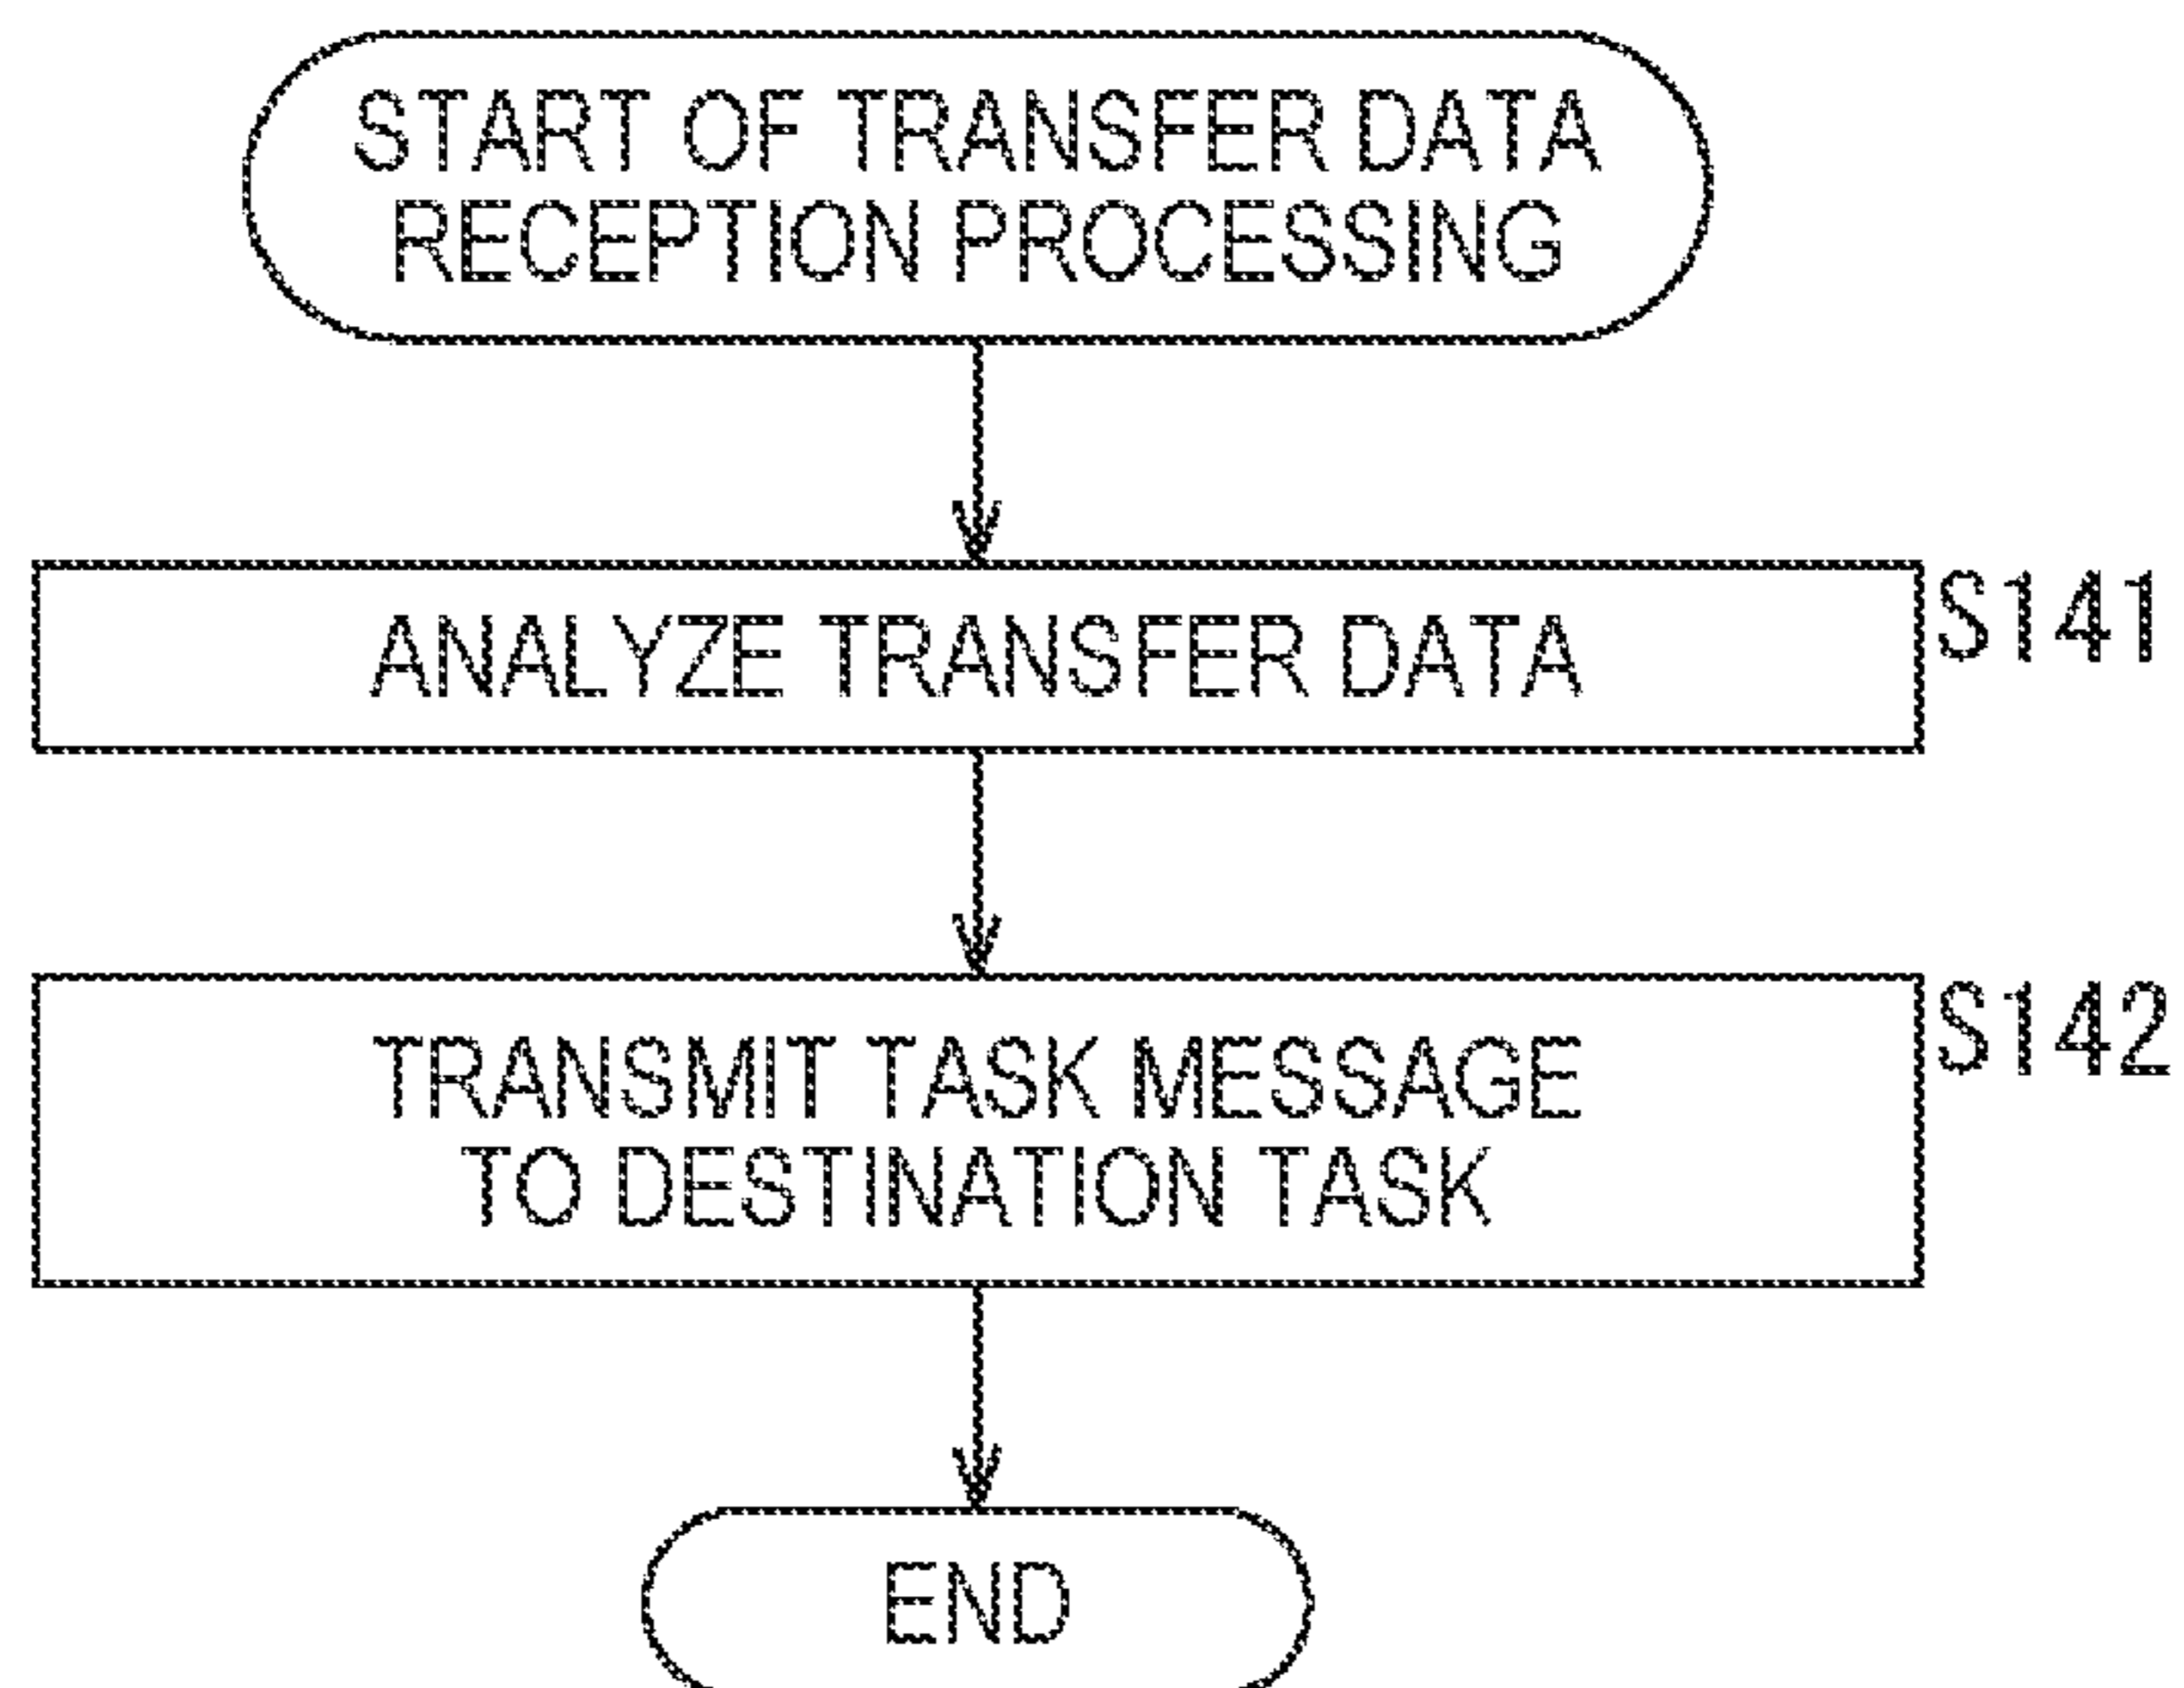 START OF TRANSFER DATA
RECEPTION PROCESSING
ANALYZE TRANSFER DATA
S141
TRANSMIT TASK MESSAGE
TO DESTINATION TASK
S142
END